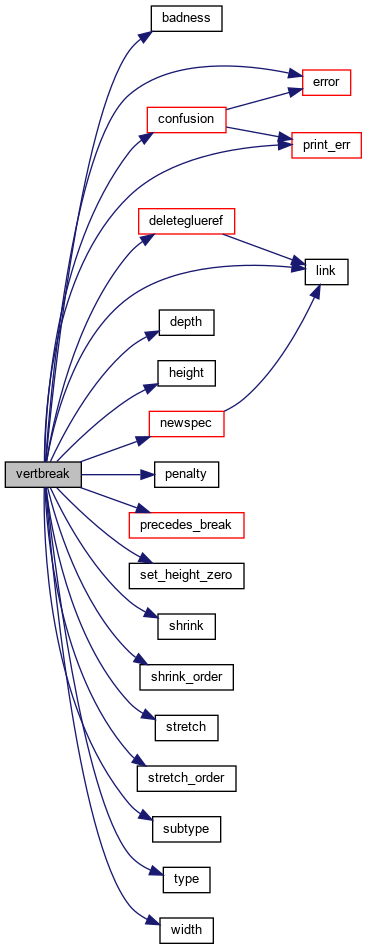 badness
error
confusion
print_err
deleteglueref
link
depth
height
newspec
vertbreak
penalty
precedes_break
set_height_zero
shrink
shrink_order
stretch
stretch_order
subtype
type
width